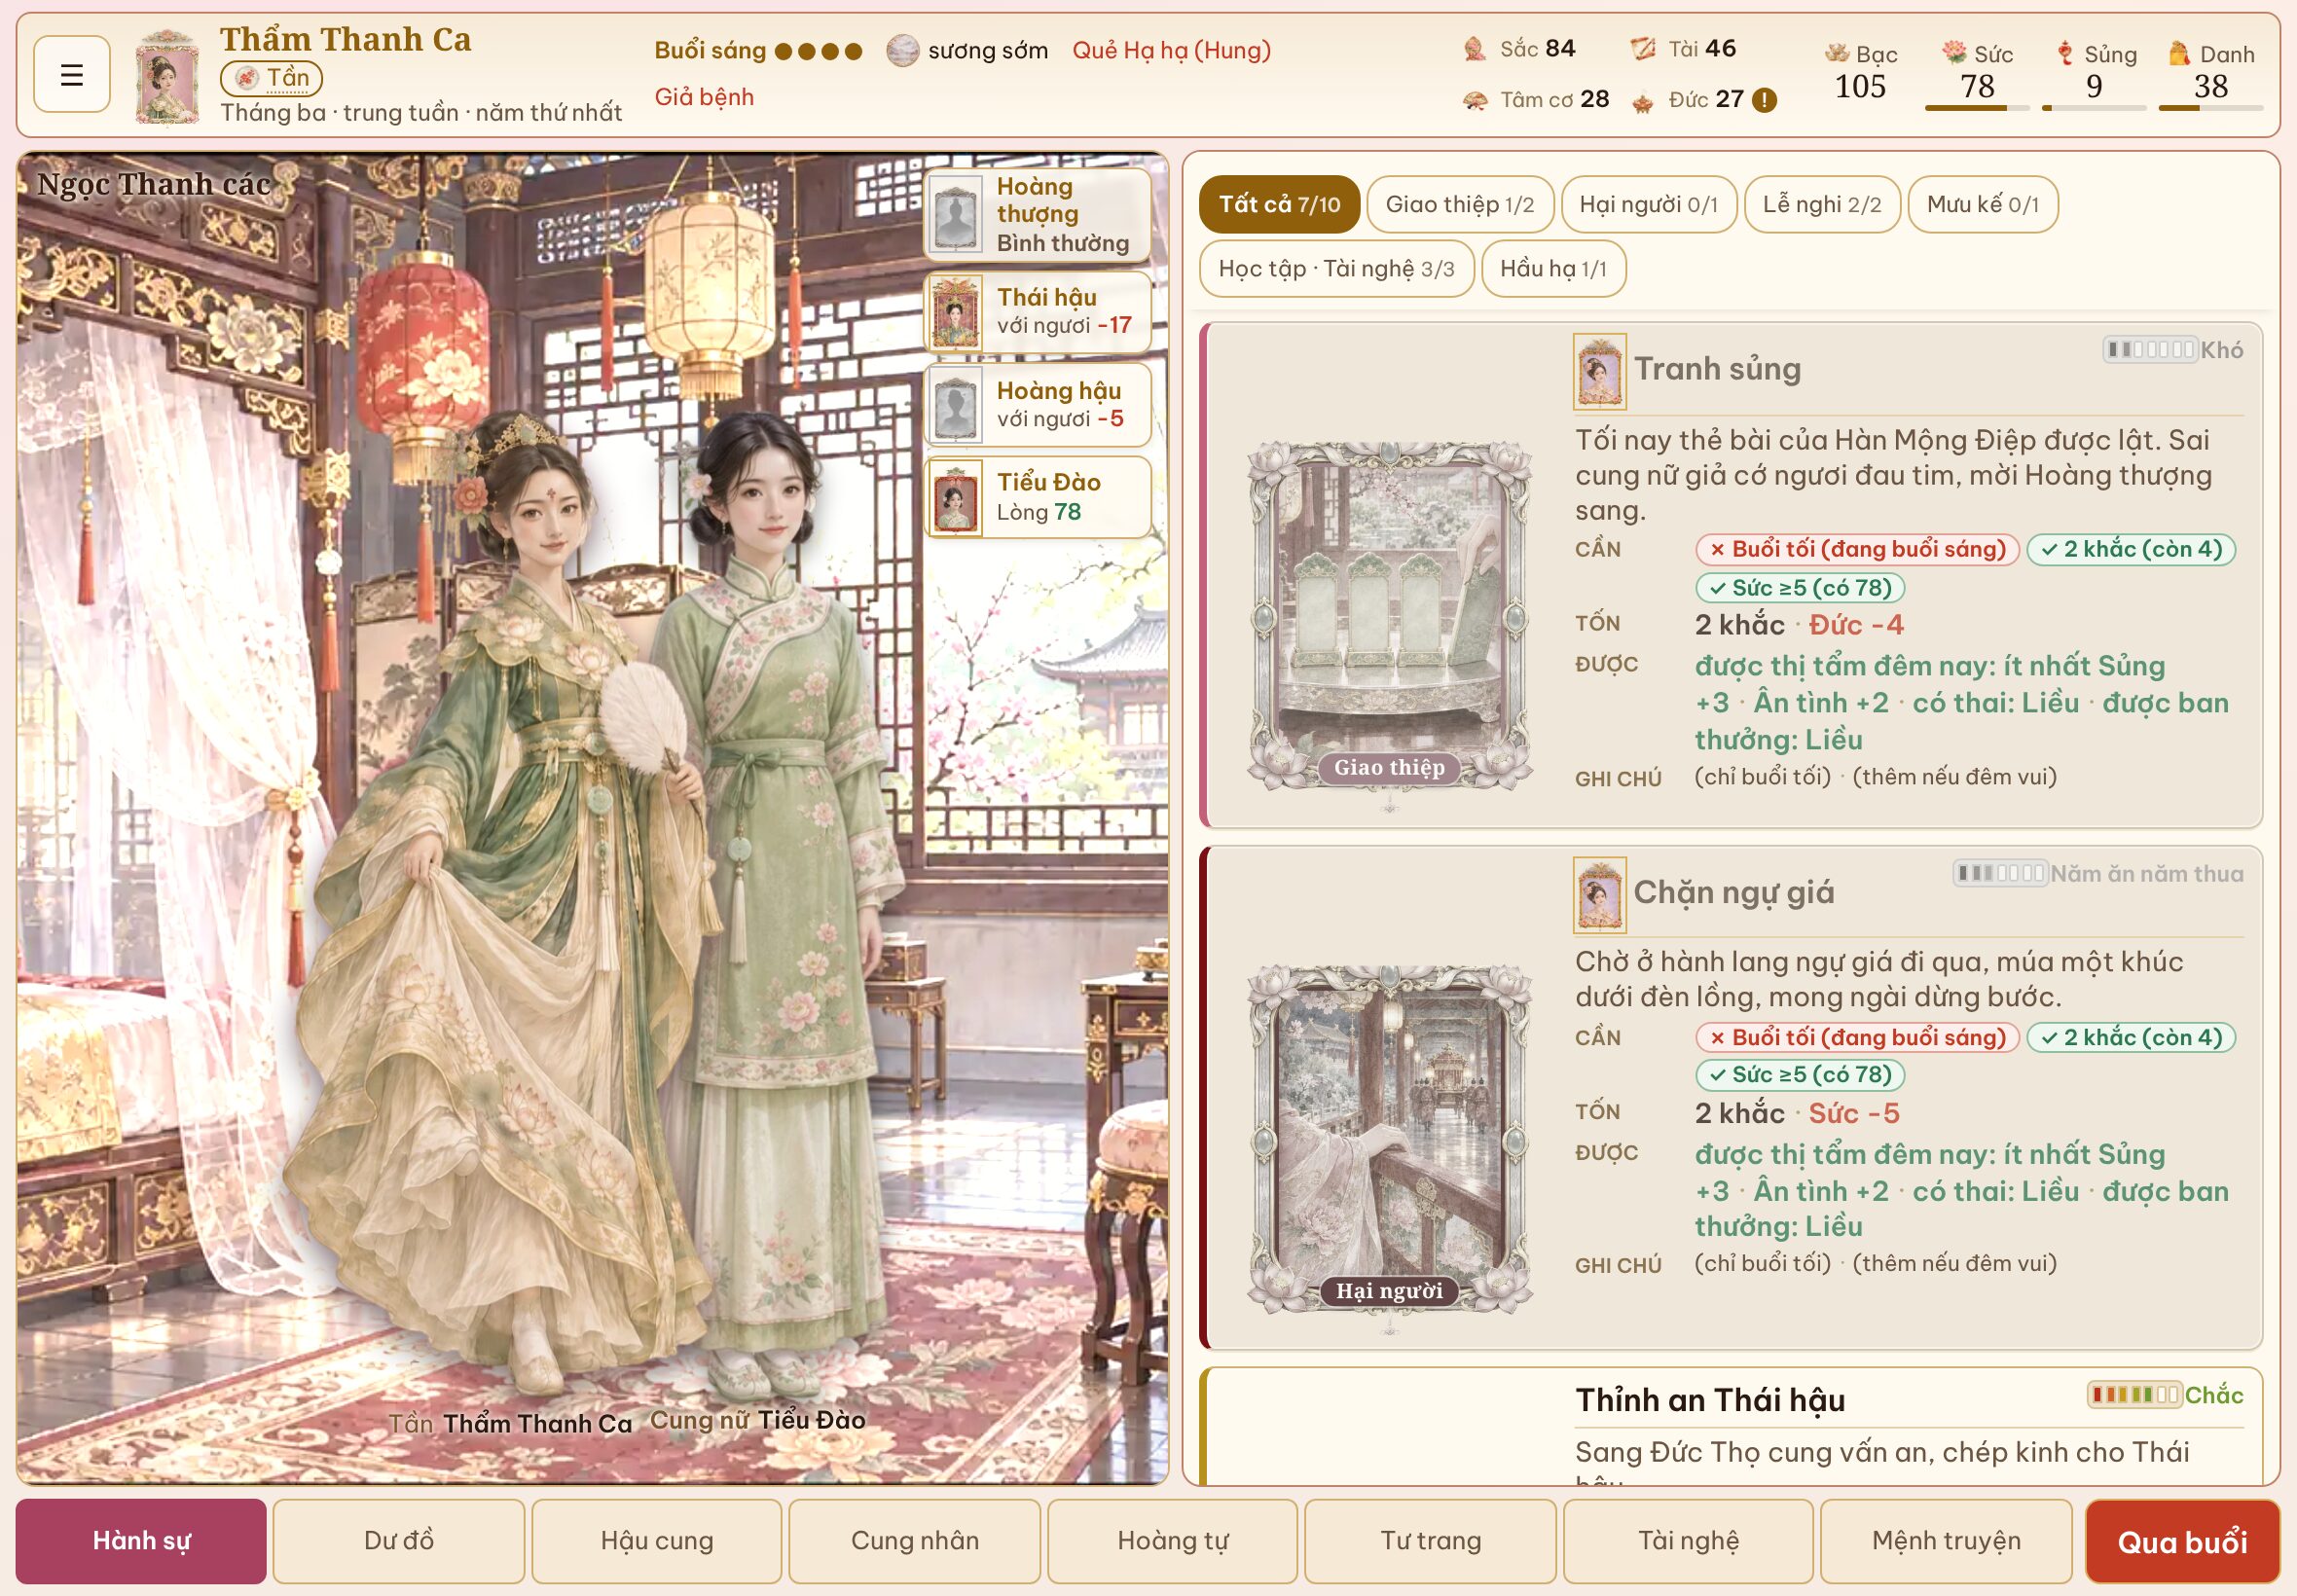 ☰
Thẩm Thanh Ca
Tần
Tháng ba · trung tuần · năm thứ nhất
Buổi sáng
sương sớm
Quẻ Hạ hạ (Hung)
Giả bệnh
Sắc 84
Tài 46
Tâm cơ 28
Đức 27 !
Bạc
105
Sức
78
Sủng
9
Danh
38
Ngọc Thanh các
Hoàng
thượng
Bình thường
Thái hậu
với ngươi -17
Hoàng hậu
với ngươi -5
Tiểu Đào
Lòng 78
Tần Thẩm Thanh Ca
Cung nữ Tiểu Đào
Tất cả 7/10
Giao thiệp 1/2
Hại người 0/1
Lễ nghi 2/2
Mưu kế 0/1
Học tập · Tài nghệ 3/3
Hầu hạ 1/1
Tranh sủng
Khó
Tối nay thẻ bài của Hàn Mộng Điệp được lật. Sai
cung nữ giả cớ ngươi đau tim, mời Hoàng thượng
sang.
CẦN
× Buổi tối (đang buổi sáng)
✓ 2 khắc (còn 4)
✓ Sức ≥5 (có 78)
TỐN
2 khắc · Đức -4
ĐƯỢC
được thị tẩm đêm nay: ít nhất Sủng
+3 · Ân tình +2 · có thai: Liều · được ban
thưởng: Liều
GHI CHÚ
(chỉ buổi tối) · (thêm nếu đêm vui)
Giao thiệp
Chặn ngự giá
Năm ăn năm thua
Chờ ở hành lang ngự giá đi qua, múa một khúc
dưới đèn lồng, mong ngài dừng bước.
CẦN
× Buổi tối (đang buổi sáng)
✓ 2 khắc (còn 4)
✓ Sức ≥5 (có 78)
TỐN
2 khắc · Sức -5
ĐƯỢC
được thị tẩm đêm nay: ít nhất Sủng
+3 · Ân tình +2 · có thai: Liều · được ban
thưởng: Liều
GHI CHÚ
(chỉ buổi tối) · (thêm nếu đêm vui)
Hại người
Thỉnh an Thái hậu
Chắc
Sang Đức Thọ cung vấn an, chép kinh cho Thái
hậu.
Hành sự
Dư đồ
Hậu cung
Cung nhân
Hoàng tự
Tư trang
Tài nghệ
Mệnh truyện
Qua buổi